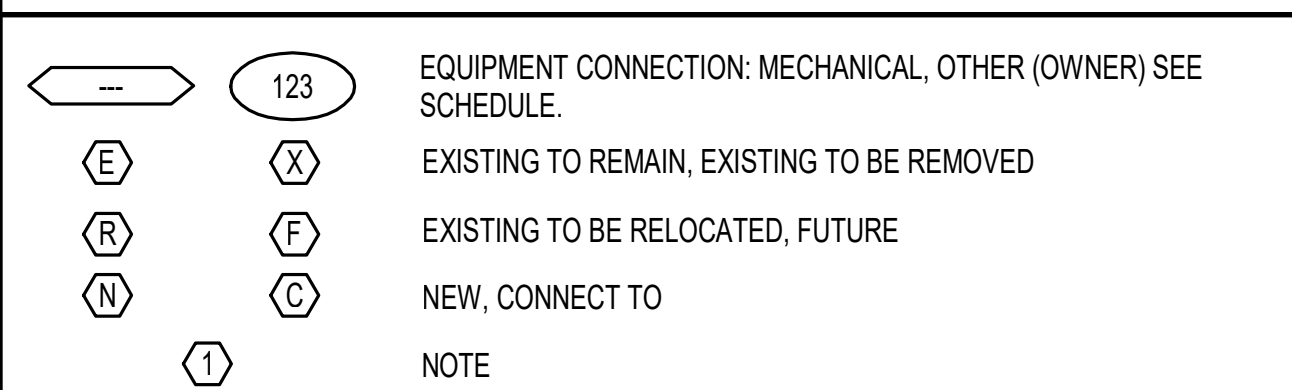 --- 123 EQUIPMENT CONNECTION: MECHANICAL, OTHER (OWNER) SEE
SCHEDULE.
E X EXISTING TO REMAIN, EXISTING TO BE REMOVED
R F EXISTING TO BE RELOCATED, FUTURE
N C NEW, CONNECT TO
1 NOTE